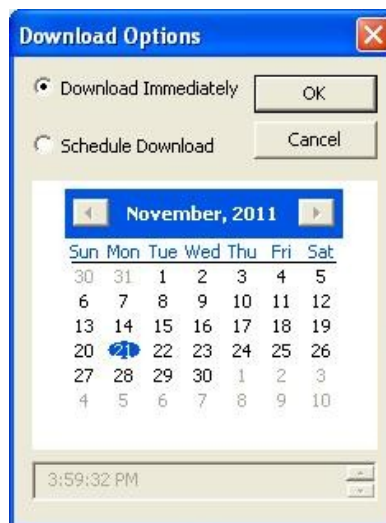 Download Options
Download Immediately
OK
Schedule Download
Cancel
November, 2011
Sun Mon Tue Wed Thu Fri Sat
30 31 1 2 3 4 5
6 7 8 9 10 11 12
13 14 15 16 17 18 19
20 21 22 23 24 25 26
27 28 29 30 1 2 3
4 5 6 7 8 9 10
3:59:32 PM